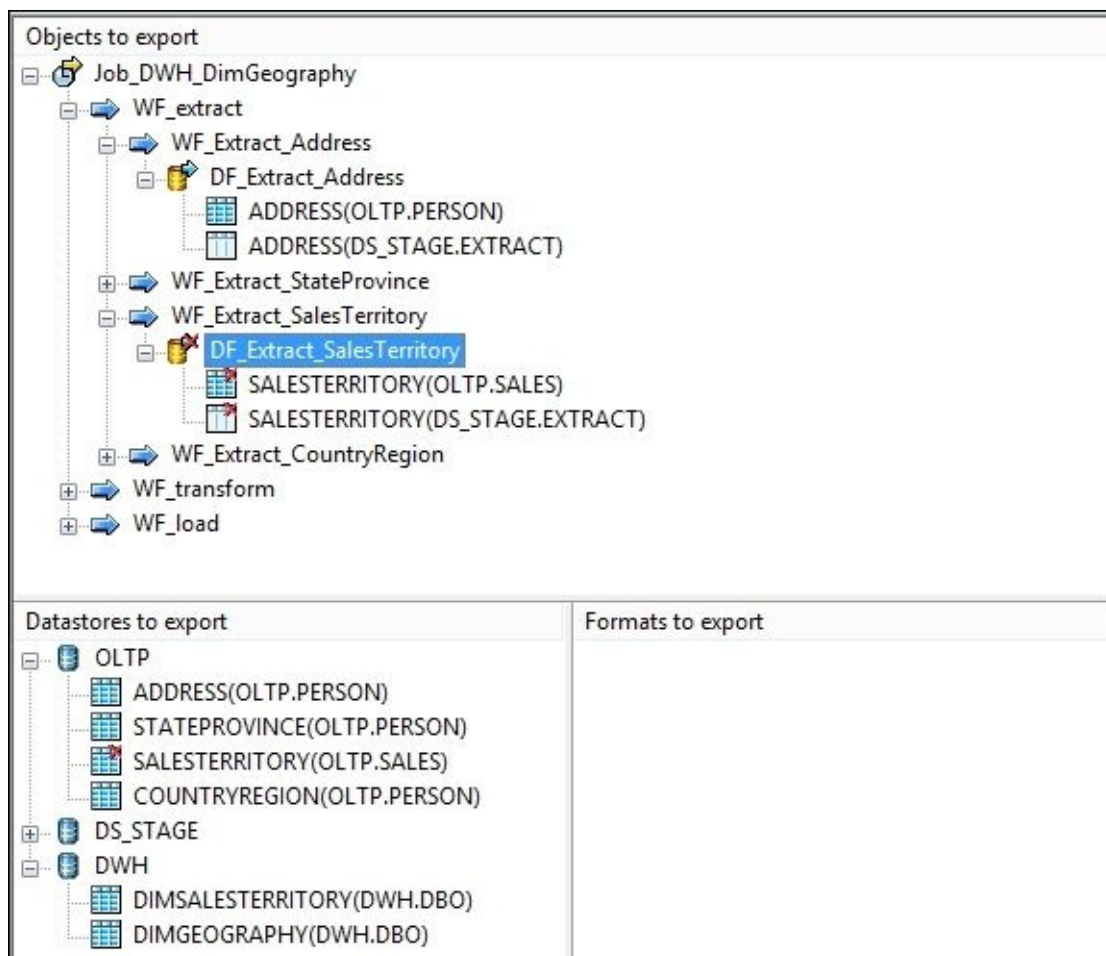 Objects to export
Job_DWH_DimGeography
WF_extract
WF_Extract_Address
DF_Extract_Address
ADDRESS(OLTP.PERSON)
ADDRESS(DS_STAGE.EXTRACT)
WF_Extract_StateProvince
WF_Extract_SalesTerritory
DF_Extract_SalesTerritory
SALESTERRITORY(OLTP.SALES)
SALESTERRITORY(DS_STAGE.EXTRACT)
WF_Extract_CountryRegion
WF_transform
WF_load
Datastores to export
OLTP
ADDRESS(OLTP.PERSON)
STATEPROVINCE(OLTP.PERSON)
SALESTERRITORY(OLTP.SALES)
COUNTRYREGION(OLTP.PERSON)
DS_STAGE
DWH
DIMSALESTERRITORY(DWH.DBO)
DIMGEOGRAPHY(DWH.DBO)
Formats to export